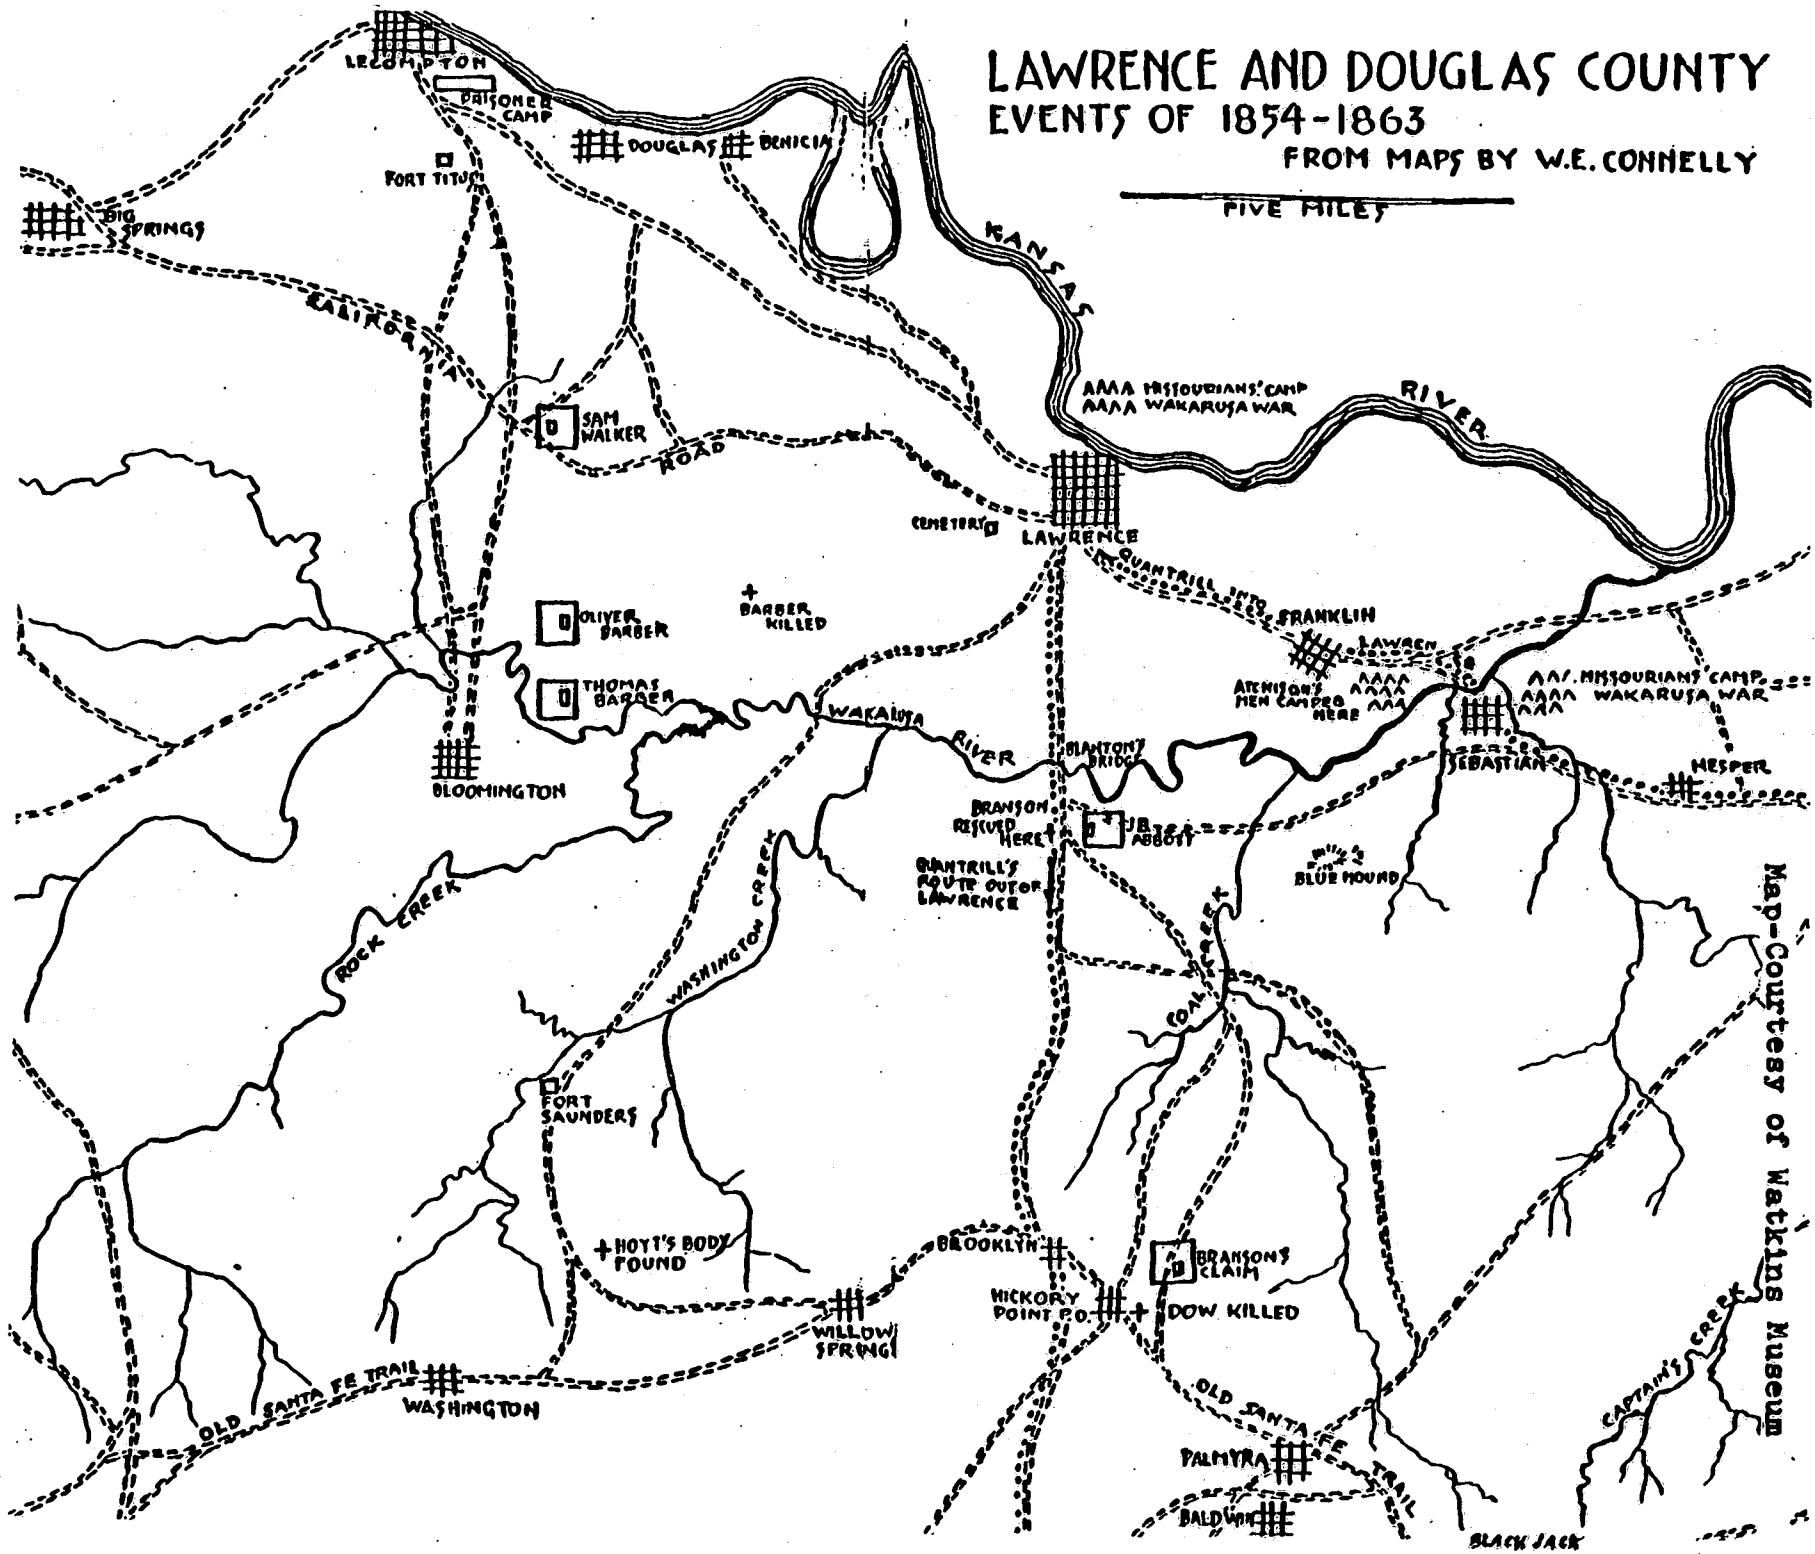 LAWRENCE AND DOUGLAS COUNTY
EVENTS OF 1854-1863
FROM MAPS BY W.E. CONNELLY
FIVE MILES
LECOMPTON
PRISONER
CAMP
DOUGLAS
BENICIA
FORT TITUS
BIG
SPRINGS
KANSAS
RIVER
CALIFORNIA
ROAD
MISSOURIANS' CAMP
WAKARUSA WAR
SAM
WALKER
CEMETERY
LAWRENCE
QUANTRILL INTO
LAWREN
FRANKLIN
BARBER
KILLED
OLIVER
BARBER
THOMAS
BARBER
ATCHISON'S
MEN CAMPED
HERE
MISSOURIANS' CAMP
WAKARUSA WAR
WAKARUSA
RIVER
BLANTON'S
BRIDGE
SEBASTIAN
HESPER
BLOOMINGTON
BRANSON
RESCUED
HERE
J.B.
ABBOTT
QUANTRILL'S
ROUTE OUT OF
LAWRENCE
BLUE MOUND
ROCK CREEK
WASHINGTON CREEK
COAL CREEK
FORT
SAUNDERS
HOYT'S BODY
FOUND
BROOKLYN
BRANSON'S
CLAIM
HICKORY
POINT P.O.
DOW KILLED
WILLOW
SPRINGS
OLD SANTA FE TRAIL
WASHINGTON
OLD SANTA FE TRAIL
CAPTAIN'S CREEK
PALMYRA
BALDWIN
BLACK JACK
Map-Courtesy of Watkins Museum